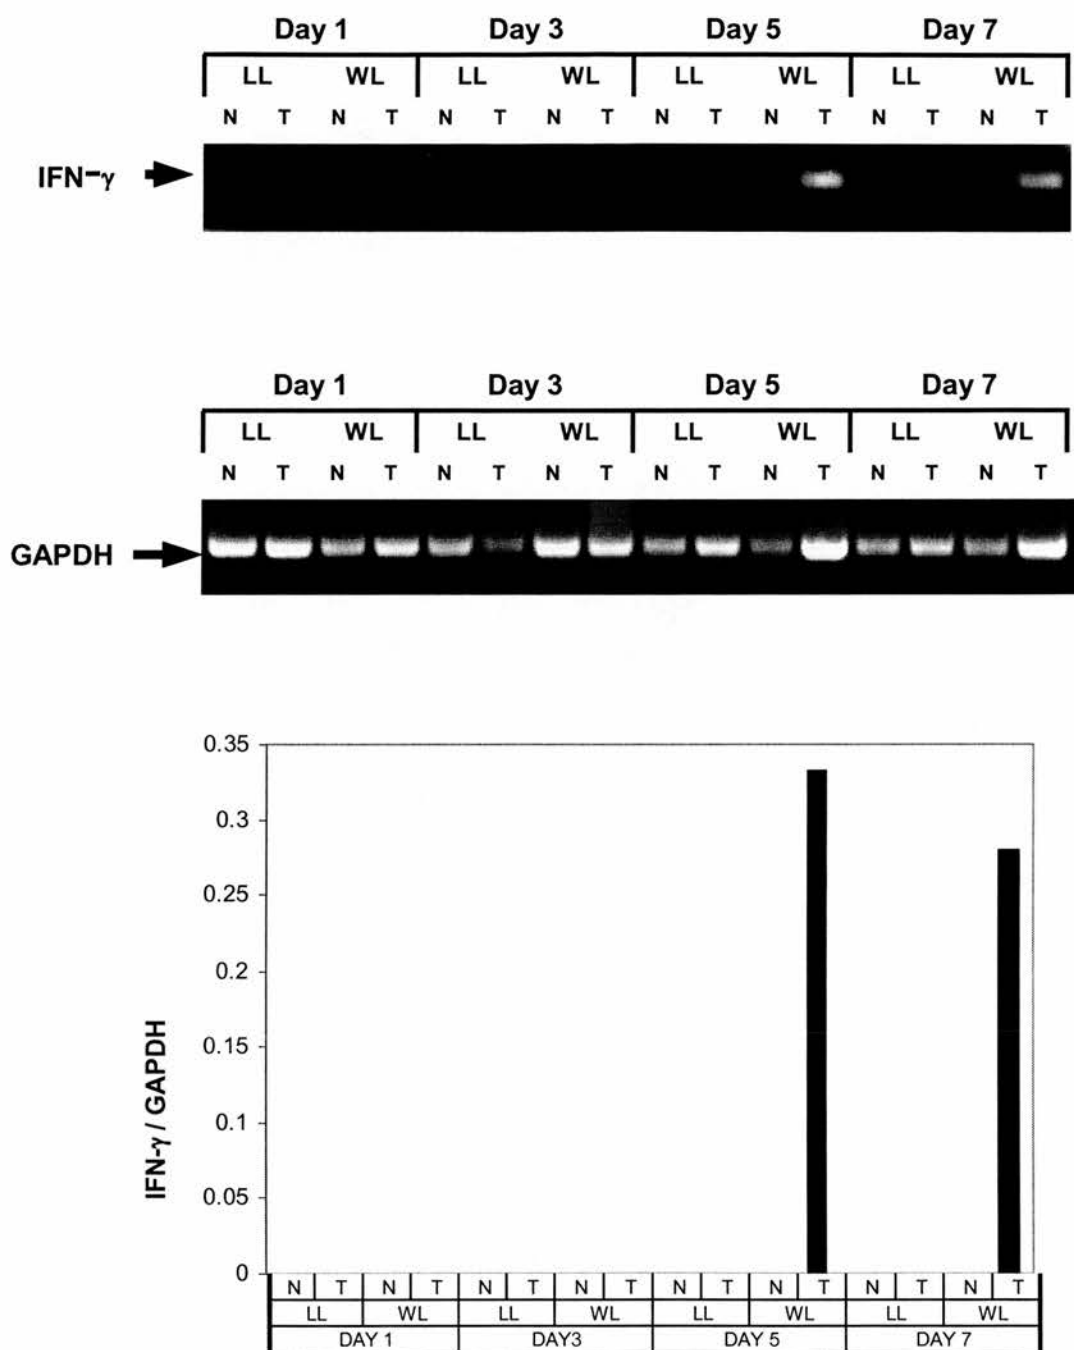 Day 1 Day 3 Day 5 Day 7
LL WL LL WL LL WL LL WL
N T N T N T N T N T N T N T N T
IFN-γ
Day 1 Day 3 Day 5 Day 7
LL WL LL WL LL WL LL WL
N T N T N T N T N T N T N T N T
GAPDH
0.35
0.3
0.25
0.2
0.15
0.1
0.05
0
IFN-γ / GAPDH
N T N T N T N T N T N T N T N T
LL WL LL WL LL WL LL WL
DAY 1 DAY3 DAY 5 DAY 7